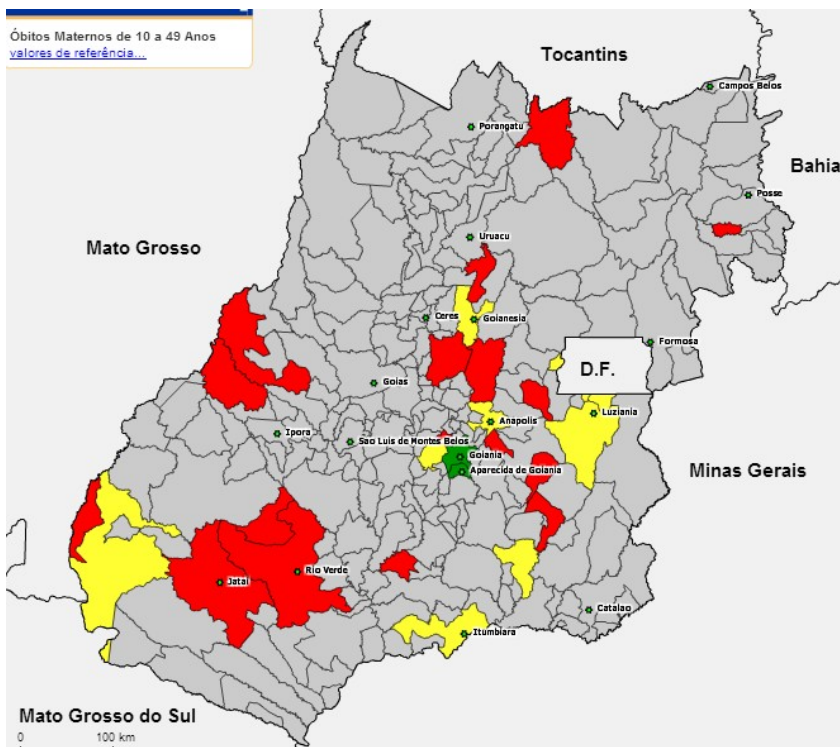 Óbitos Maternos de 10 a 49 Anos
valores de referência...
Tocantins
Campos Belos
Porangatu
Bahia
Posse
Mato Grosso
Uruacu
Ceres
Goianesia
Formosa
D.F.
Goias
Luziania
Anapolis
Ipora
Sao Luis de Montes Belos
Goiania
Aparecida de Goiania
Minas Gerais
Rio Verde
Jatai
Catalao
Itumbiara
Mato Grosso do Sul
0 100 km